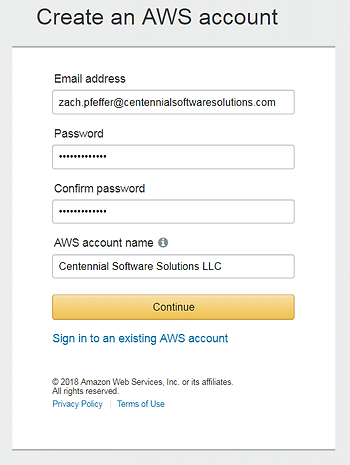 Create an AWS account
Email address
zach.pfeffer@centennialsoftwaresolutions.com
Password
•••••••••••••
Confirm password
•••••••••••••
AWS account name
Centennial Software Solutions LLC
Continue
Sign in to an existing AWS account
© 2018 Amazon Web Services, Inc. or its affiliates.
All rights reserved.
Privacy Policy | Terms of Use